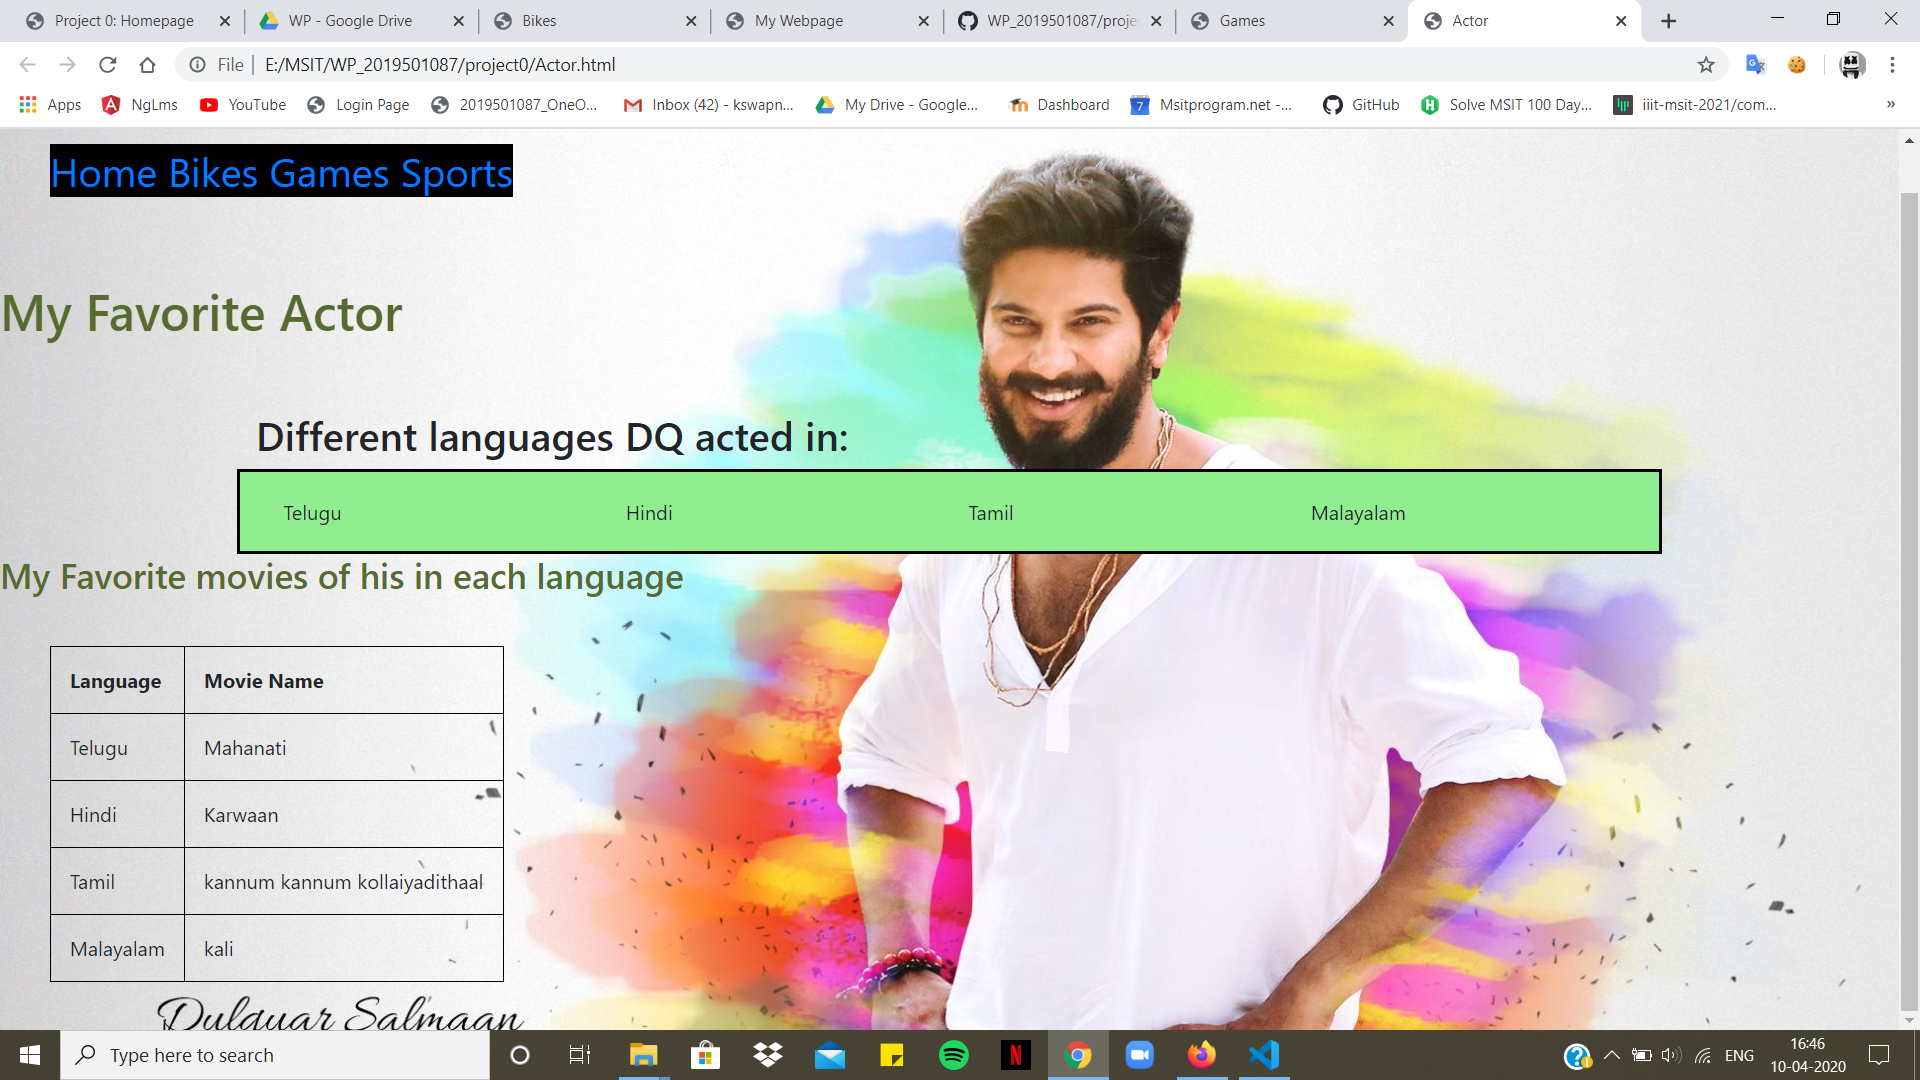 Project 0: Homepage
WP - Google Drive
Bikes
My Webpage
WP_2019501087/proje
Games
Actor
File | E:/MSIT/WP_2019501087/project0/Actor.html
Apps
NgLms
YouTube
Login Page
2019501087_OneO...
Inbox (42) - kswapn...
My Drive - Google...
Dashboard
7
Msitprogram.net -...
GitHub
Solve MSIT 100 Day...
iiit-msit-2021/com...
»
Home Bikes Games Sports
My Favorite Actor
Different languages DQ acted in:
Telugu Hindi Tamil Malayalam
My Favorite movies of his in each language
Language Movie Name
Telugu Mahanati
Hindi Karwaan
Tamil kannum kannum kollaiyadithaal
Malayalam kali
Dulquar Salmaan
Type here to search
ENG
16:46
10-04-2020